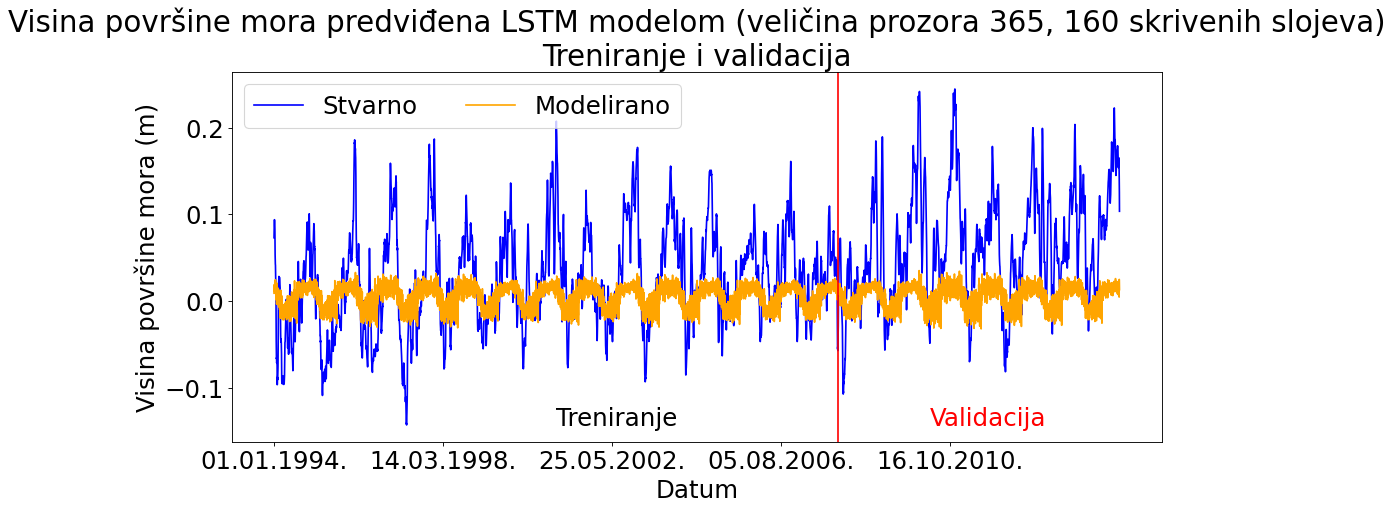 Visina površine mora predviđena LSTM modelom (veličina prozora 365, 160 skrivenih slojeva)
Treniranje i validacija
Stvarno Modelirano
Visina površine mora (m)
0.2
0.1
0.0
−0.1
Treniranje Validacija
01.01.1994. 14.03.1998. 25.05.2002. 05.08.2006. 16.10.2010.
Datum